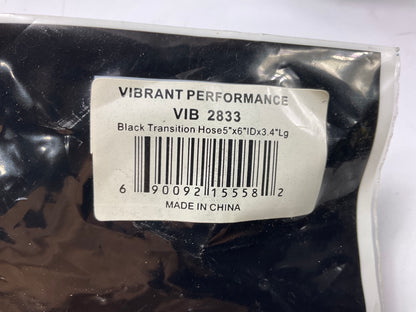 VIBRANT PERFORMANCE
VIB 2833
Black Transition Hose5"x6"IDx3.4"Lg
6 90092 15558 2
MADE IN CHINA